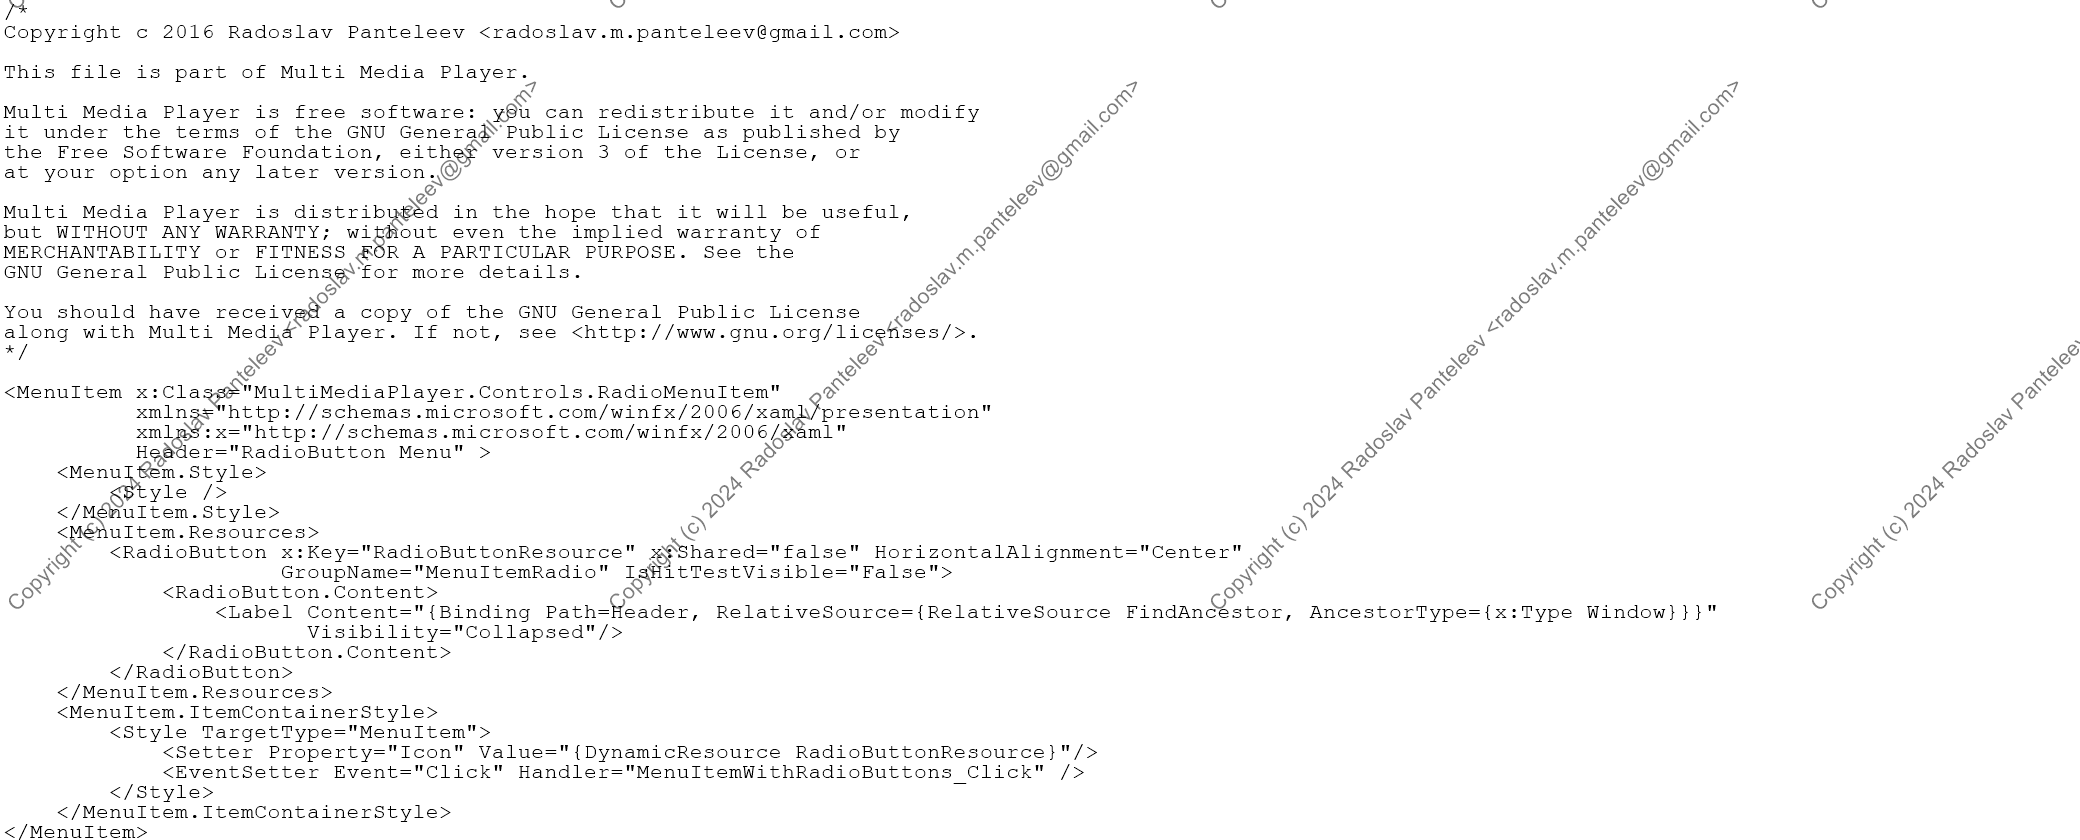 /*
Copyright c 2016 Radoslav Panteleev <radoslav.m.panteleev@gmail.com>

This file is part of Multi Media Player.

Multi Media Player is free software: you can redistribute it and/or modify
it under the terms of the GNU General Public License as published by
the Free Software Foundation, either version 3 of the License, or
at your option any later version.

Multi Media Player is distributed in the hope that it will be useful,
but WITHOUT ANY WARRANTY; without even the implied warranty of
MERCHANTABILITY or FITNESS FOR A PARTICULAR PURPOSE. See the
GNU General Public License for more details.

You should have received a copy of the GNU General Public License
along with Multi Media Player. If not, see <http://www.gnu.org/licenses/>.
*/

<MenuItem x:Class="MultiMediaPlayer.Controls.RadioMenuItem"
          xmlns="http://schemas.microsoft.com/winfx/2006/xaml/presentation"
          xmlns:x="http://schemas.microsoft.com/winfx/2006/xaml"
          Header="RadioButton Menu" >
    <MenuItem.Style>
        <Style />
    </MenuItem.Style>
    <MenuItem.Resources>
        <RadioButton x:Key="RadioButtonResource" x:Shared="false" HorizontalAlignment="Center"
                     GroupName="MenuItemRadio" IsHitTestVisible="False">
            <RadioButton.Content>
                <Label Content="{Binding Path=Header, RelativeSource={RelativeSource FindAncestor, AncestorType={x:Type Window}}}"
                       Visibility="Collapsed"/>
            </RadioButton.Content>
        </RadioButton>
    </MenuItem.Resources>
    <MenuItem.ItemContainerStyle>
        <Style TargetType="MenuItem">
            <Setter Property="Icon" Value="{DynamicResource RadioButtonResource}"/>
            <EventSetter Event="Click" Handler="MenuItemWithRadioButtons_Click" />
        </Style>
    </MenuItem.ItemContainerStyle>
</MenuItem>
Copyright (c) 2024 Radoslav Panteleev <radoslav.m.panteleev@gmail.com>
Copyright (c) 2024 Radoslav Panteleev <radoslav.m.panteleev@gmail.com>
Copyright (c) 2024 Radoslav Panteleev <radoslav.m.panteleev@gmail.com>
Copyright (c) 2024 Radoslav Panteleev